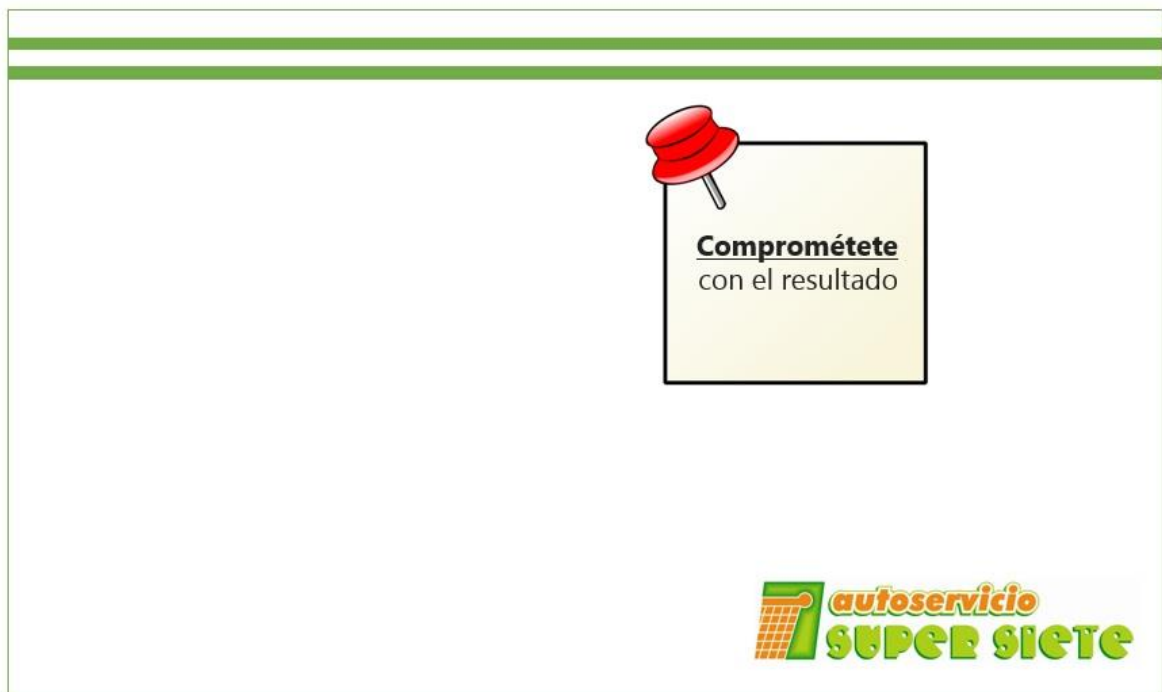 Comprométete
con el resultado
autoservicio
SUPER SIETE